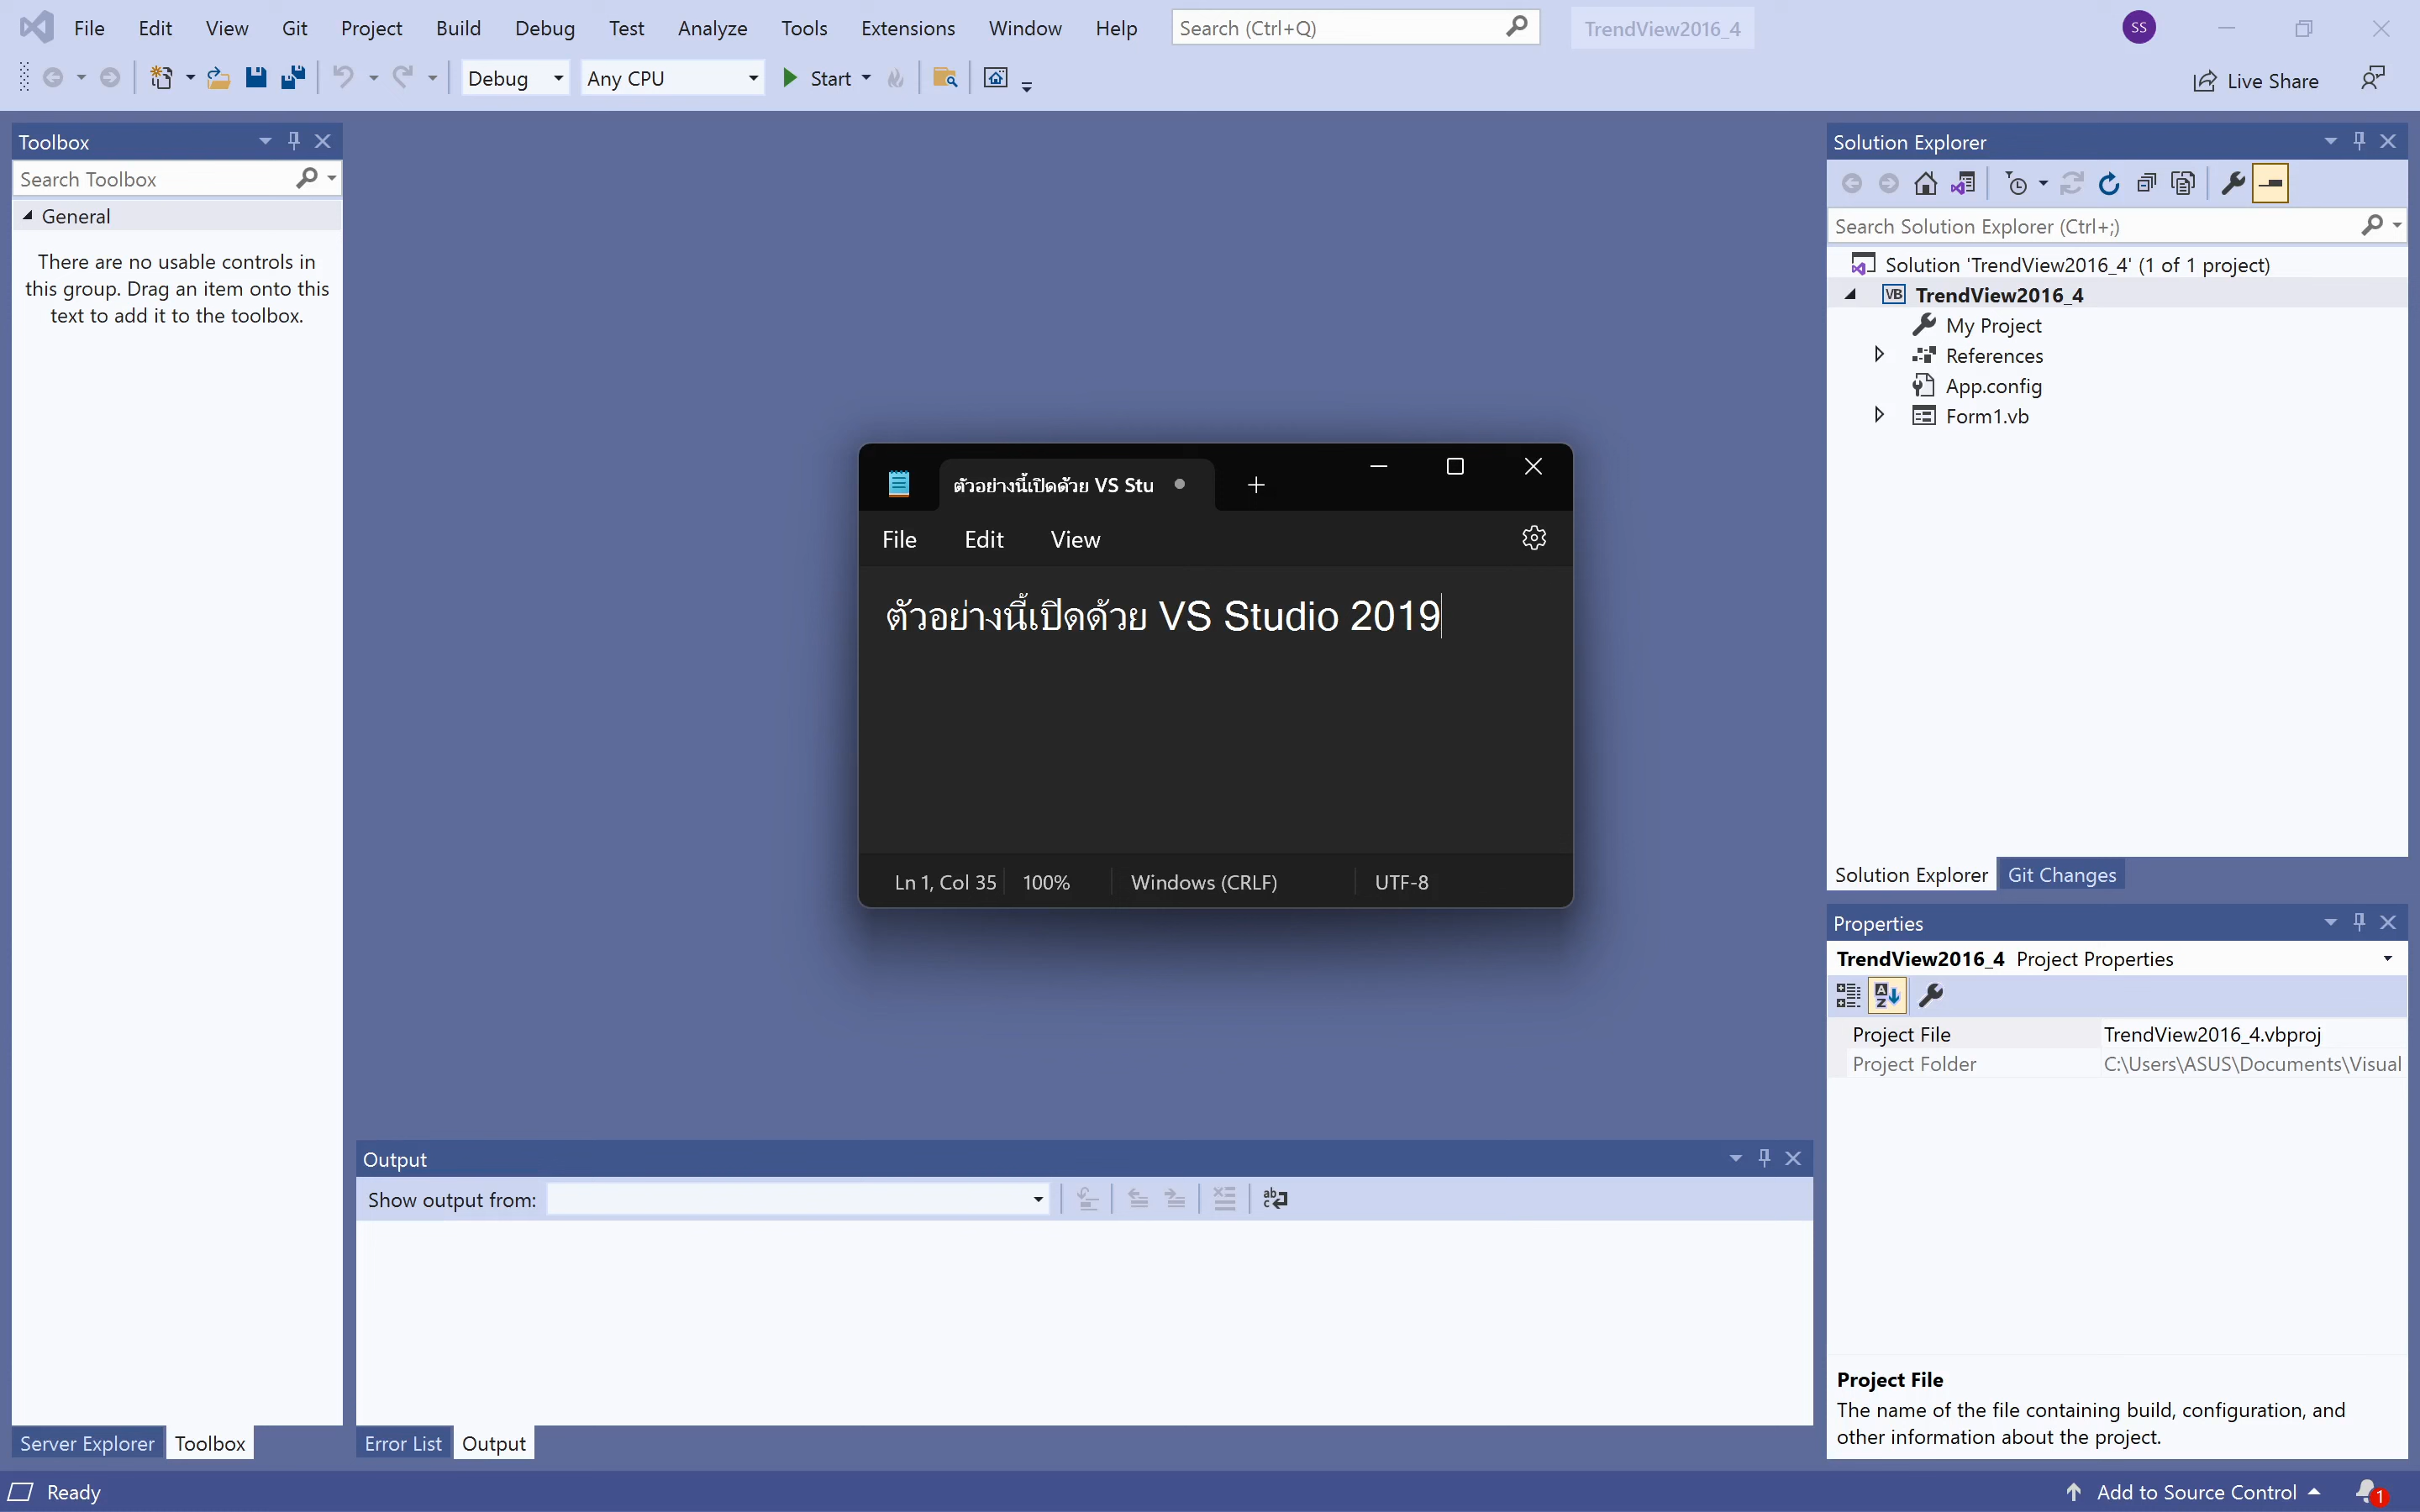 File Edit View Git Project Build Debug Test Analyze Tools Extensions Window Help Search (Ctrl+Q) TrendView2016_4 SS
Debug Any CPU Start Live Share
Toolbox
Search Toolbox
General
There are no usable controls in
this group. Drag an item onto this
text to add it to the toolbox.
Server Explorer Toolbox
ตัวอย่างนี้เปิดด้วย VS Stu
File Edit View
ตัวอย่างนี้เปิดด้วย VS Studio 2019
Ln 1, Col 35 100% Windows (CRLF) UTF-8
Output
Show output from:
Error List Output
Solution Explorer
Search Solution Explorer (Ctrl+;)
Solution 'TrendView2016_4' (1 of 1 project)
VB TrendView2016_4
My Project
References
App.config
Form1.vb
Solution Explorer Git Changes
Properties
TrendView2016_4 Project Properties
Project File TrendView2016_4.vbproj
Project Folder C:\Users\ASUS\Documents\Visual
Project File
The name of the file containing build, configuration, and
other information about the project.
Ready Add to Source Control 1